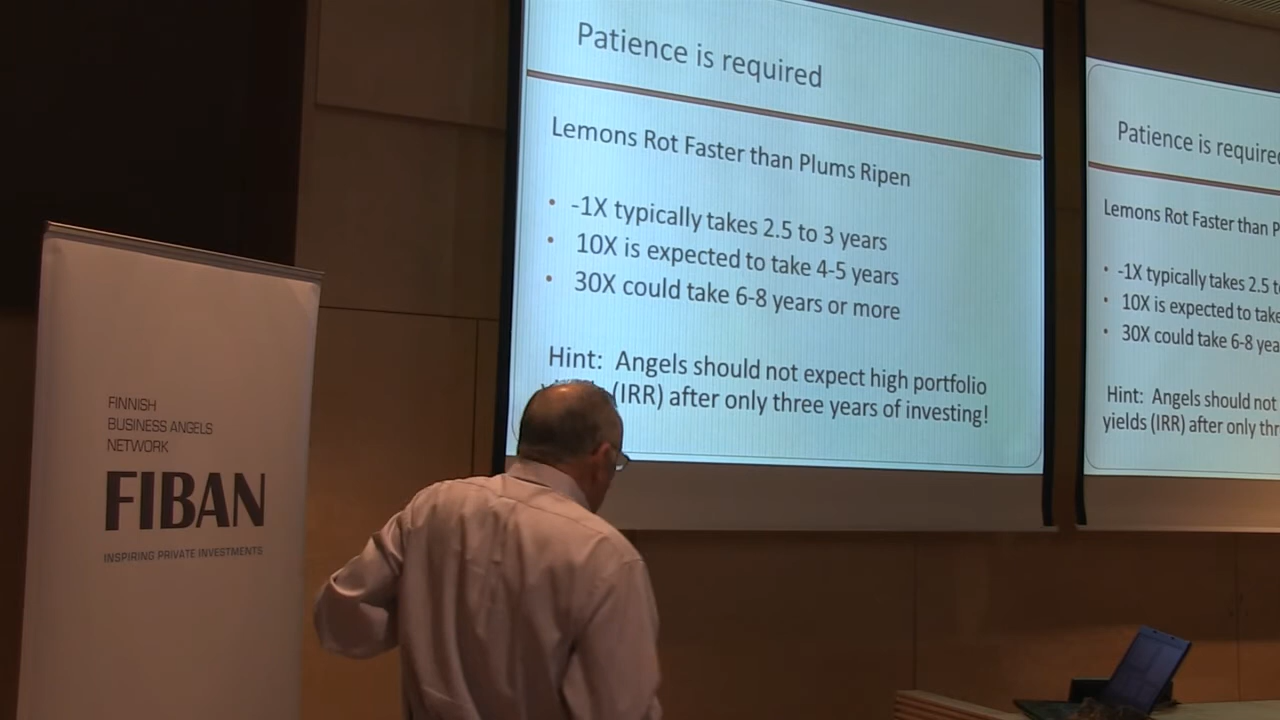 FINNISH
BUSINESS ANGELS
NETWORK
FIBAN
INSPIRING PRIVATE INVESTMENTS
Patience is required
Lemons Rot Faster than Plums Ripen
• -1X typically takes 2.5 to 3 years
• 10X is expected to take 4-5 years
• 30X could take 6-8 years or more
Hint: Angels should not expect high portfolio
(IRR) after only three years of investing!
Patience is require
Lemons Rot Faster than P
• -1X typically takes 2.5 t
• 10X is expected to take
• 30X could take 6-8 yea
Hint: Angels should not
yields (IRR) after only thr